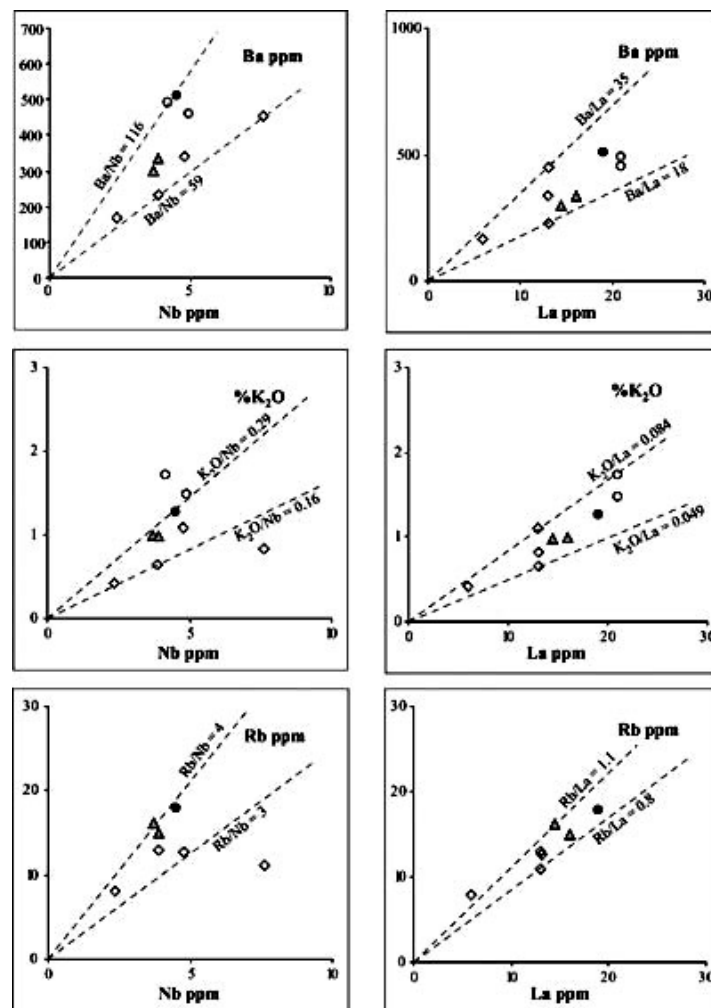 700
600
500
400
300
200
100
0
0
5
10
Ba ppm
Ba/Nb = 116
Ba/Nb = 59
Nb ppm
1000
500
0
0
10
20
30
Ba ppm
Ba/La = 35
Ba/La = 18
La ppm
3
2
1
0
0
5
10
%K₂O
K₂O/Nb = 0.29
K₂O/Nb = 0.16
Nb ppm
3
2
1
0
0
10
20
30
%K₂O
K₂O/La = 0.084
K₂O/La = 0.049
La ppm
30
20
10
0
0
5
10
Rb ppm
Rb/Nb = 4
Rb/Nb = 3
Nb ppm
30
20
10
0
0
10
20
30
Rb ppm
Rb/La = 1.1
Rb/La = 0.8
La ppm